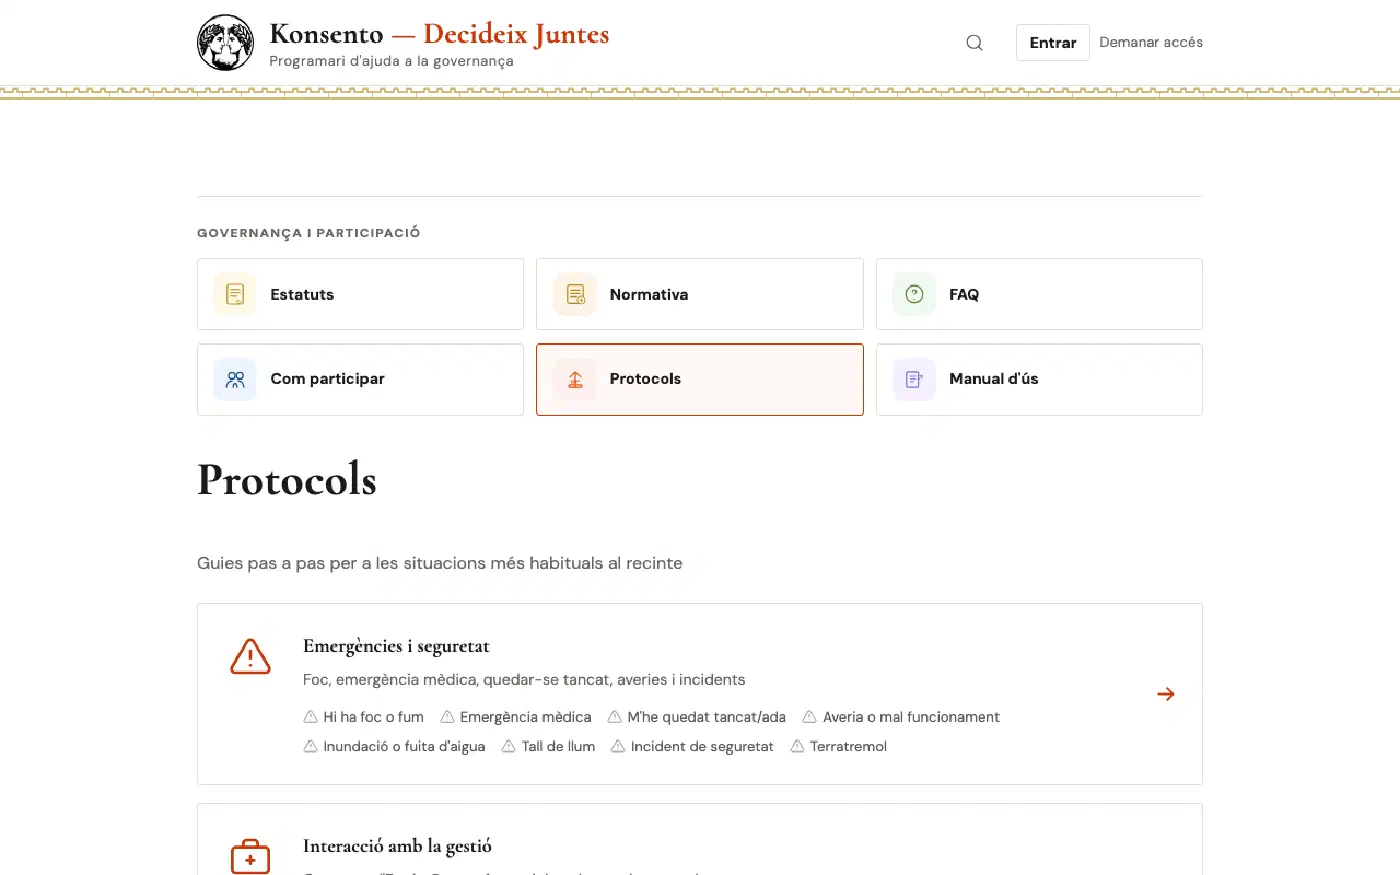 Konsento — Decideix Juntes
Programari d'ajuda a la governança
Entrar
Demanar accés
GOVERNANÇA I PARTICIPACIÓ
Estatuts
Normativa
FAQ
Com participar
Protocols
Manual d'ús
Protocols
Guies pas a pas per a les situacions més habituals al recinte
Emergències i seguretat
Foc, emergència mèdica, quedar-se tancat, averies i incidents
Hi ha foc o fum Emergència mèdica M'he quedat tancat/ada Averia o mal funcionament
Inundació o fuita d'aigua Tall de llum Incident de seguretat Terratremol
Interacció amb la gestió